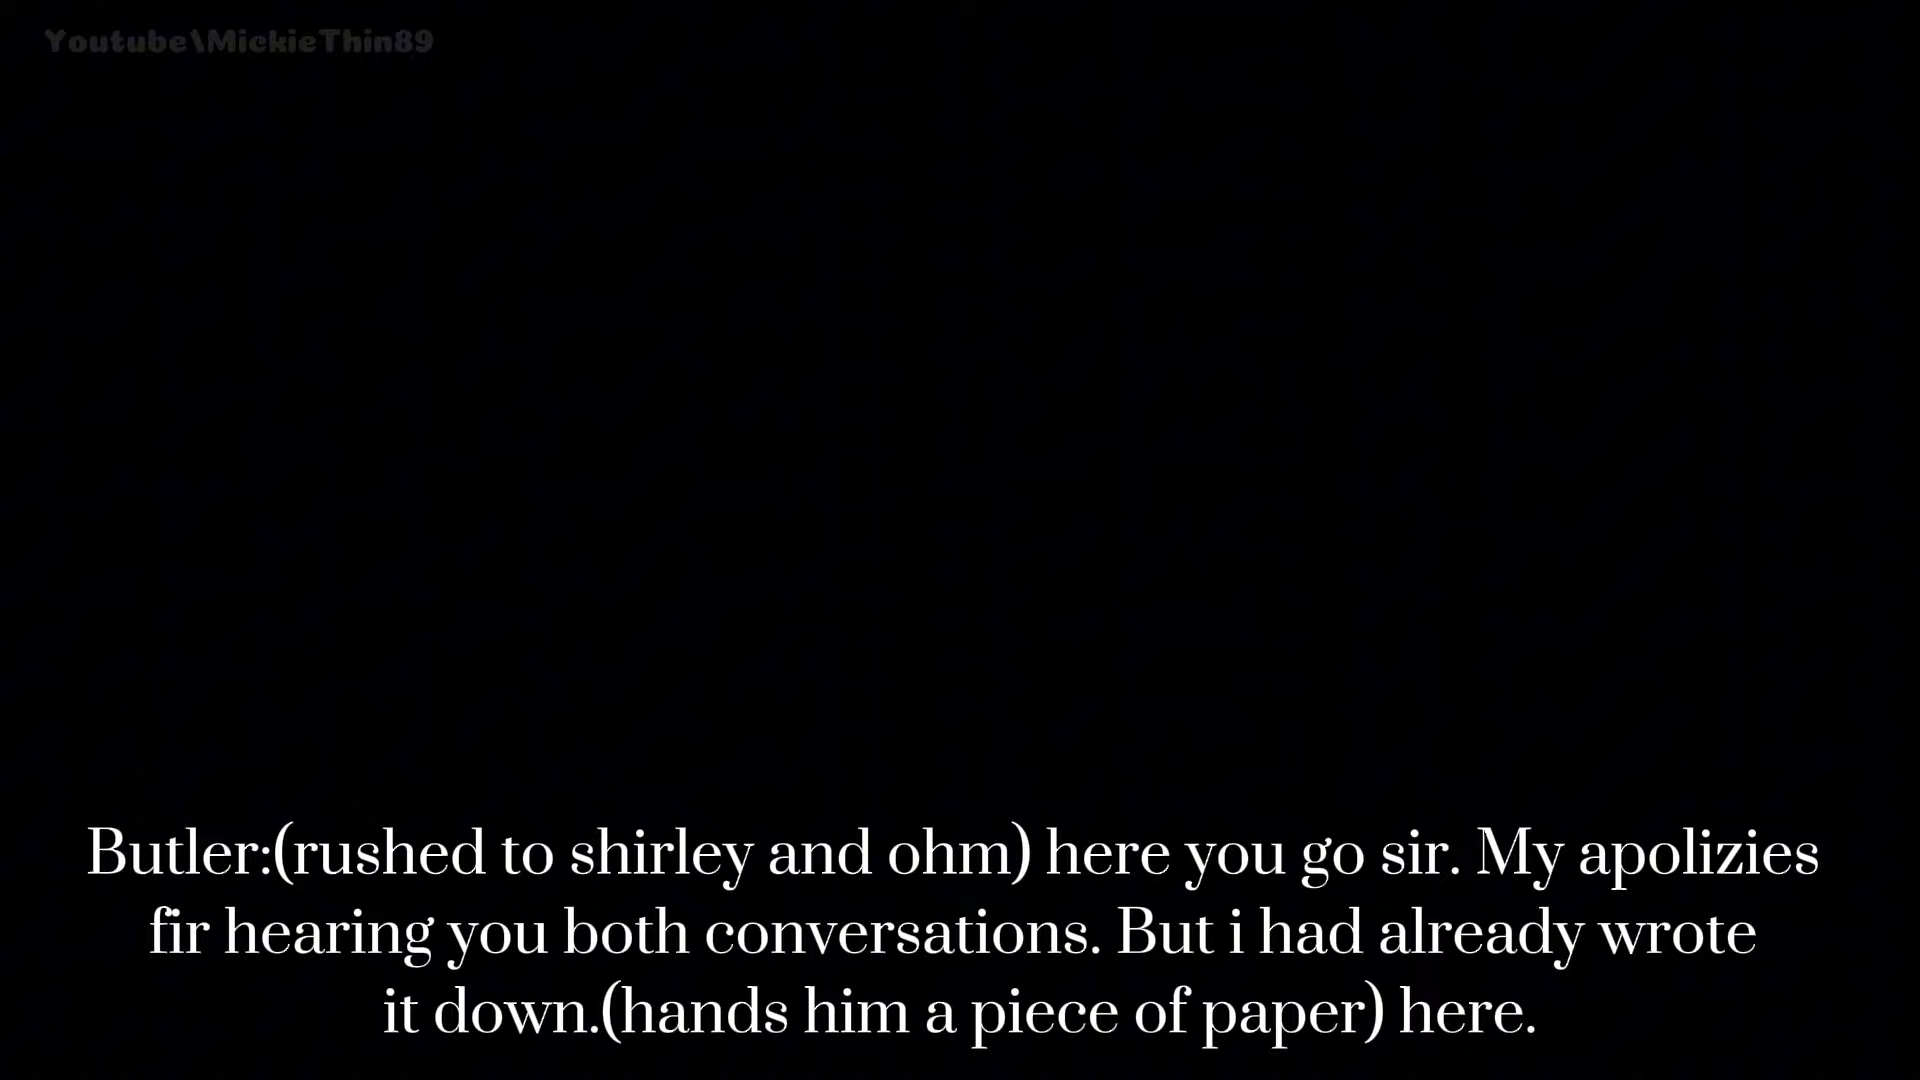 Youtube\MickieThin89
Butler:(rushed to shirley and ohm) here you go sir. My apolizies
fir hearing you both conversations. But i had already wrote
it down.(hands him a piece of paper) here.